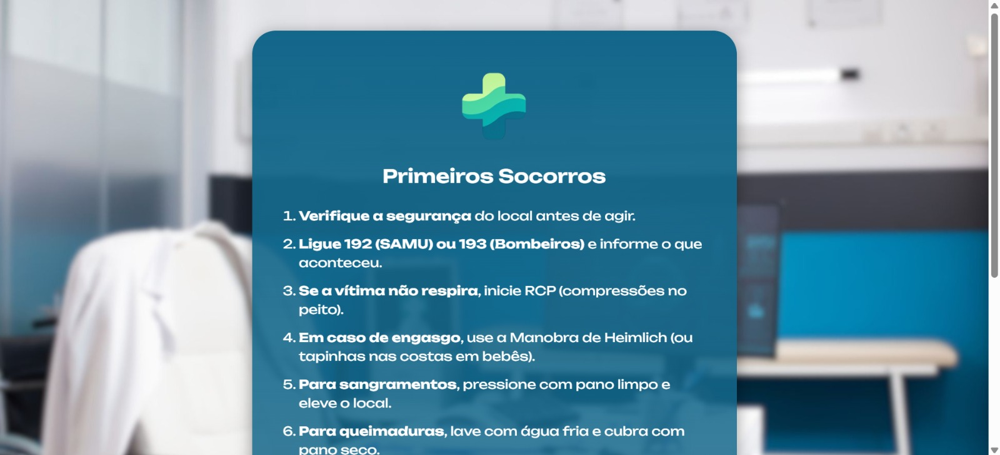 Primeiros Socorros
1. Verifique a segurança do local antes de agir.
2. Ligue 192 (SAMU) ou 193 (Bombeiros) e informe o que
aconteceu.
3. Se a vítima não respira, inicie RCP (compressões no
peito).
4. Em caso de engasgo, use a Manobra de Heimlich (ou
tapinhas nas costas em bebês).
5. Para sangramentos, pressione com pano limpo e
eleve o local.
6. Para queimaduras, lave com água fria e cubra com
pano seco.